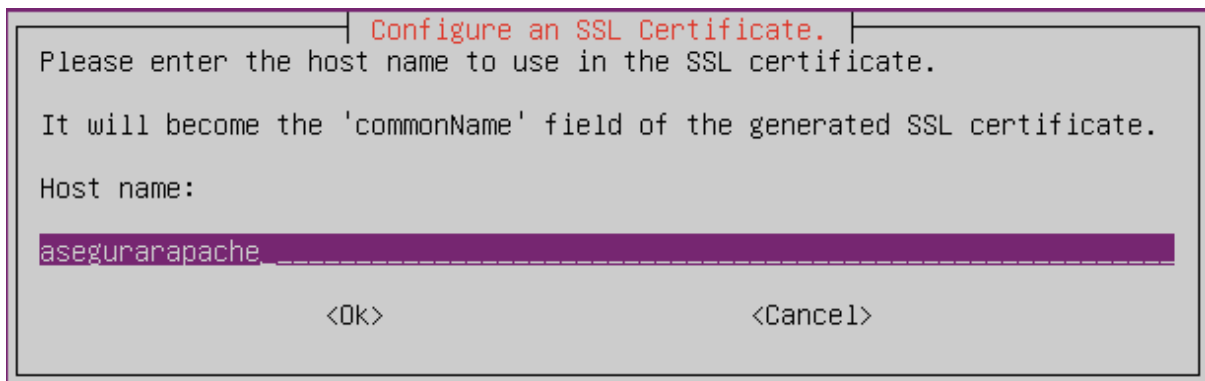 Configure an SSL Certificate.
Please enter the host name to use in the SSL certificate.
It will become the 'commonName' field of the generated SSL certificate.
Host name:
asegurarapache_____________________________________________________________
<Ok> <Cancel>